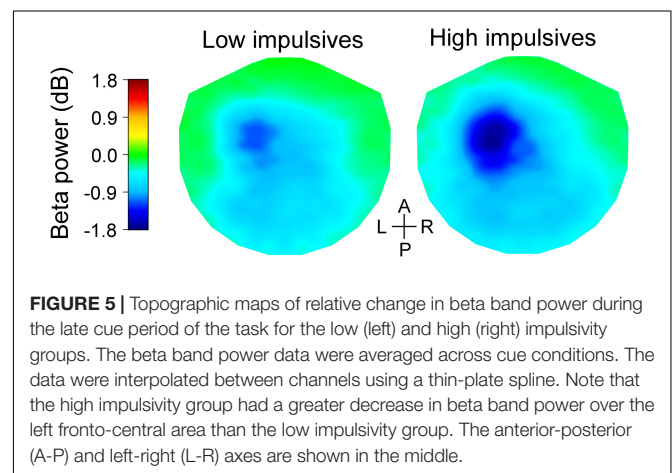 Low impulsives
High impulsives
Beta power (dB)
1.8
0.9
0.0
-0.9
-1.8
A
L R
P
FIGURE 5 | Topographic maps of relative change in beta band power during
the late cue period of the task for the low (left) and high (right) impulsivity
groups. The beta band power data were averaged across cue conditions. The
data were interpolated between channels using a thin-plate spline. Note that
the high impulsivity group had a greater decrease in beta band power over the
left fronto-central area than the low impulsivity group. The anterior-posterior
(A-P) and left-right (L-R) axes are shown in the middle.